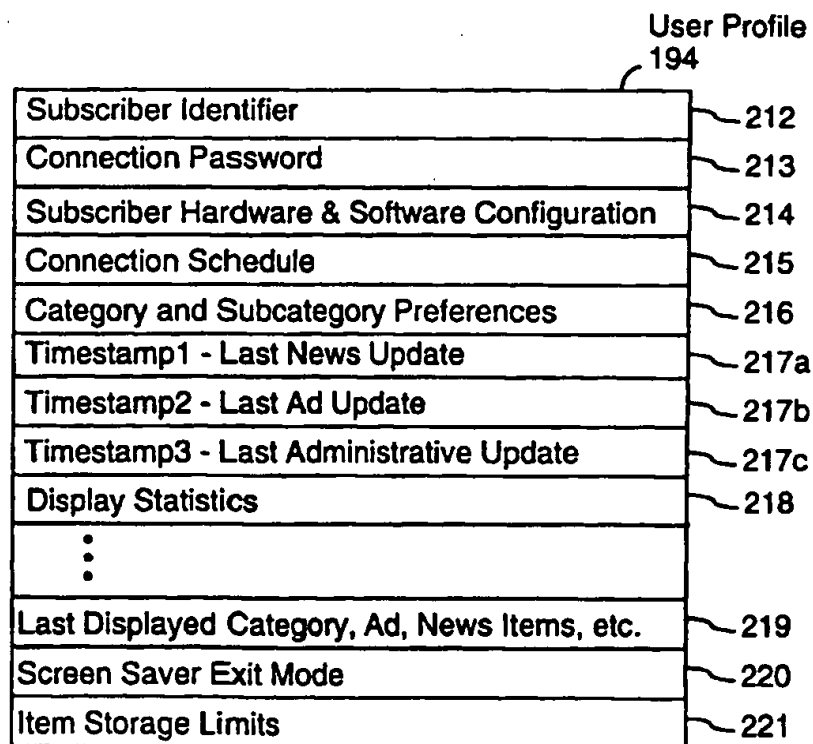 User Profile
194
Subscriber Identifier 212
Connection Password 213
Subscriber Hardware & Software Configuration 214
Connection Schedule 215
Category and Subcategory Preferences 216
Timestamp1 - Last News Update 217a
Timestamp2 - Last Ad Update 217b
Timestamp3 - Last Administrative Update 217c
Display Statistics 218
Last Displayed Category, Ad, News Items, etc. 219
Screen Saver Exit Mode 220
Item Storage Limits 221